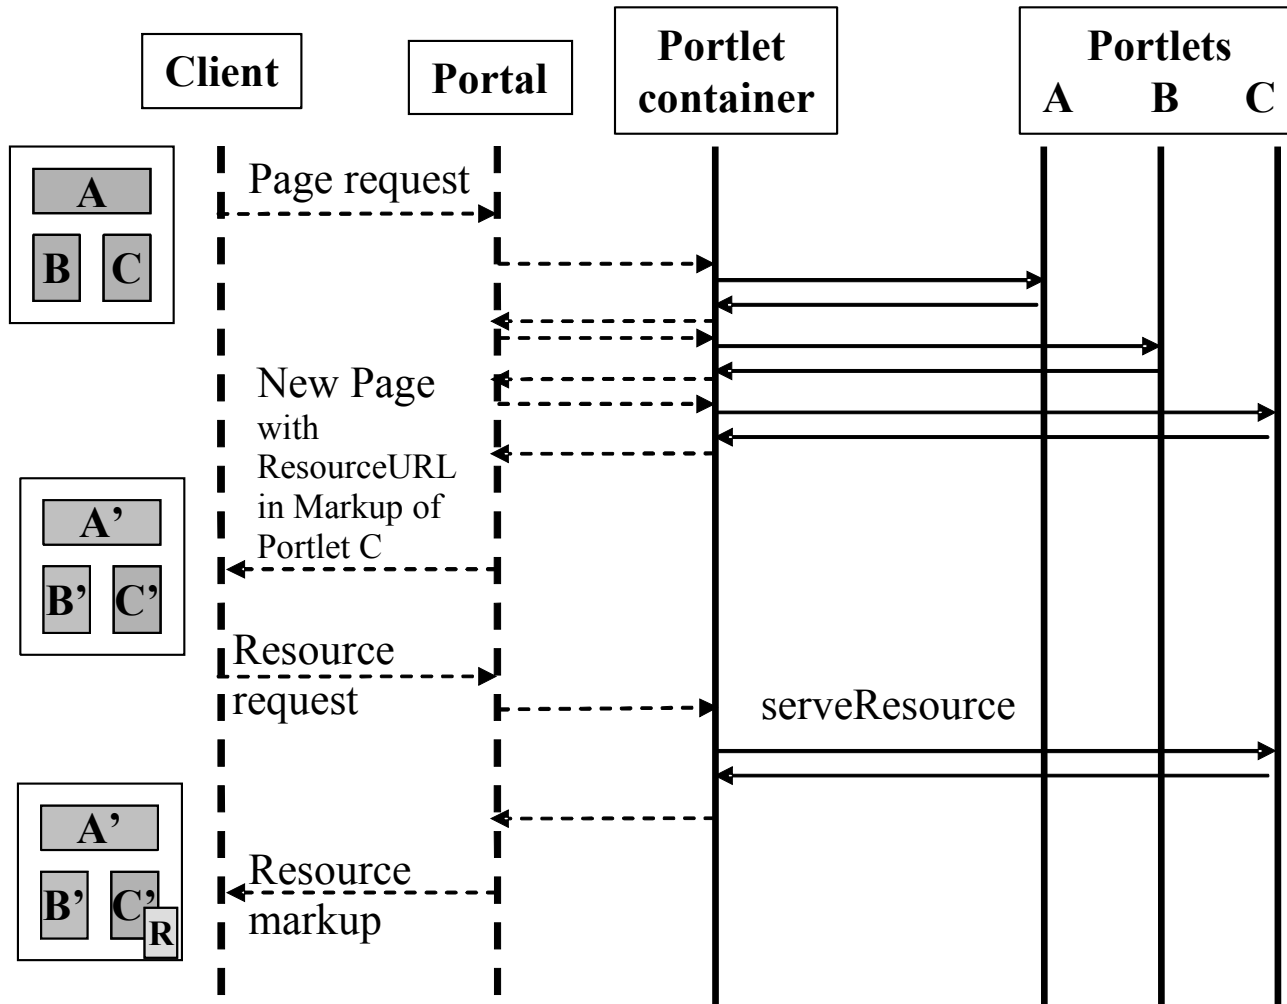 Client
Portal
Portlet
container
Portlets
A B C
A
B C
Page request
New Page
with
ResourceURL
in Markup of
Portlet C
A’
B’ C’
Resource
request
serveResource
A’
B’ C’
R
Resource
markup